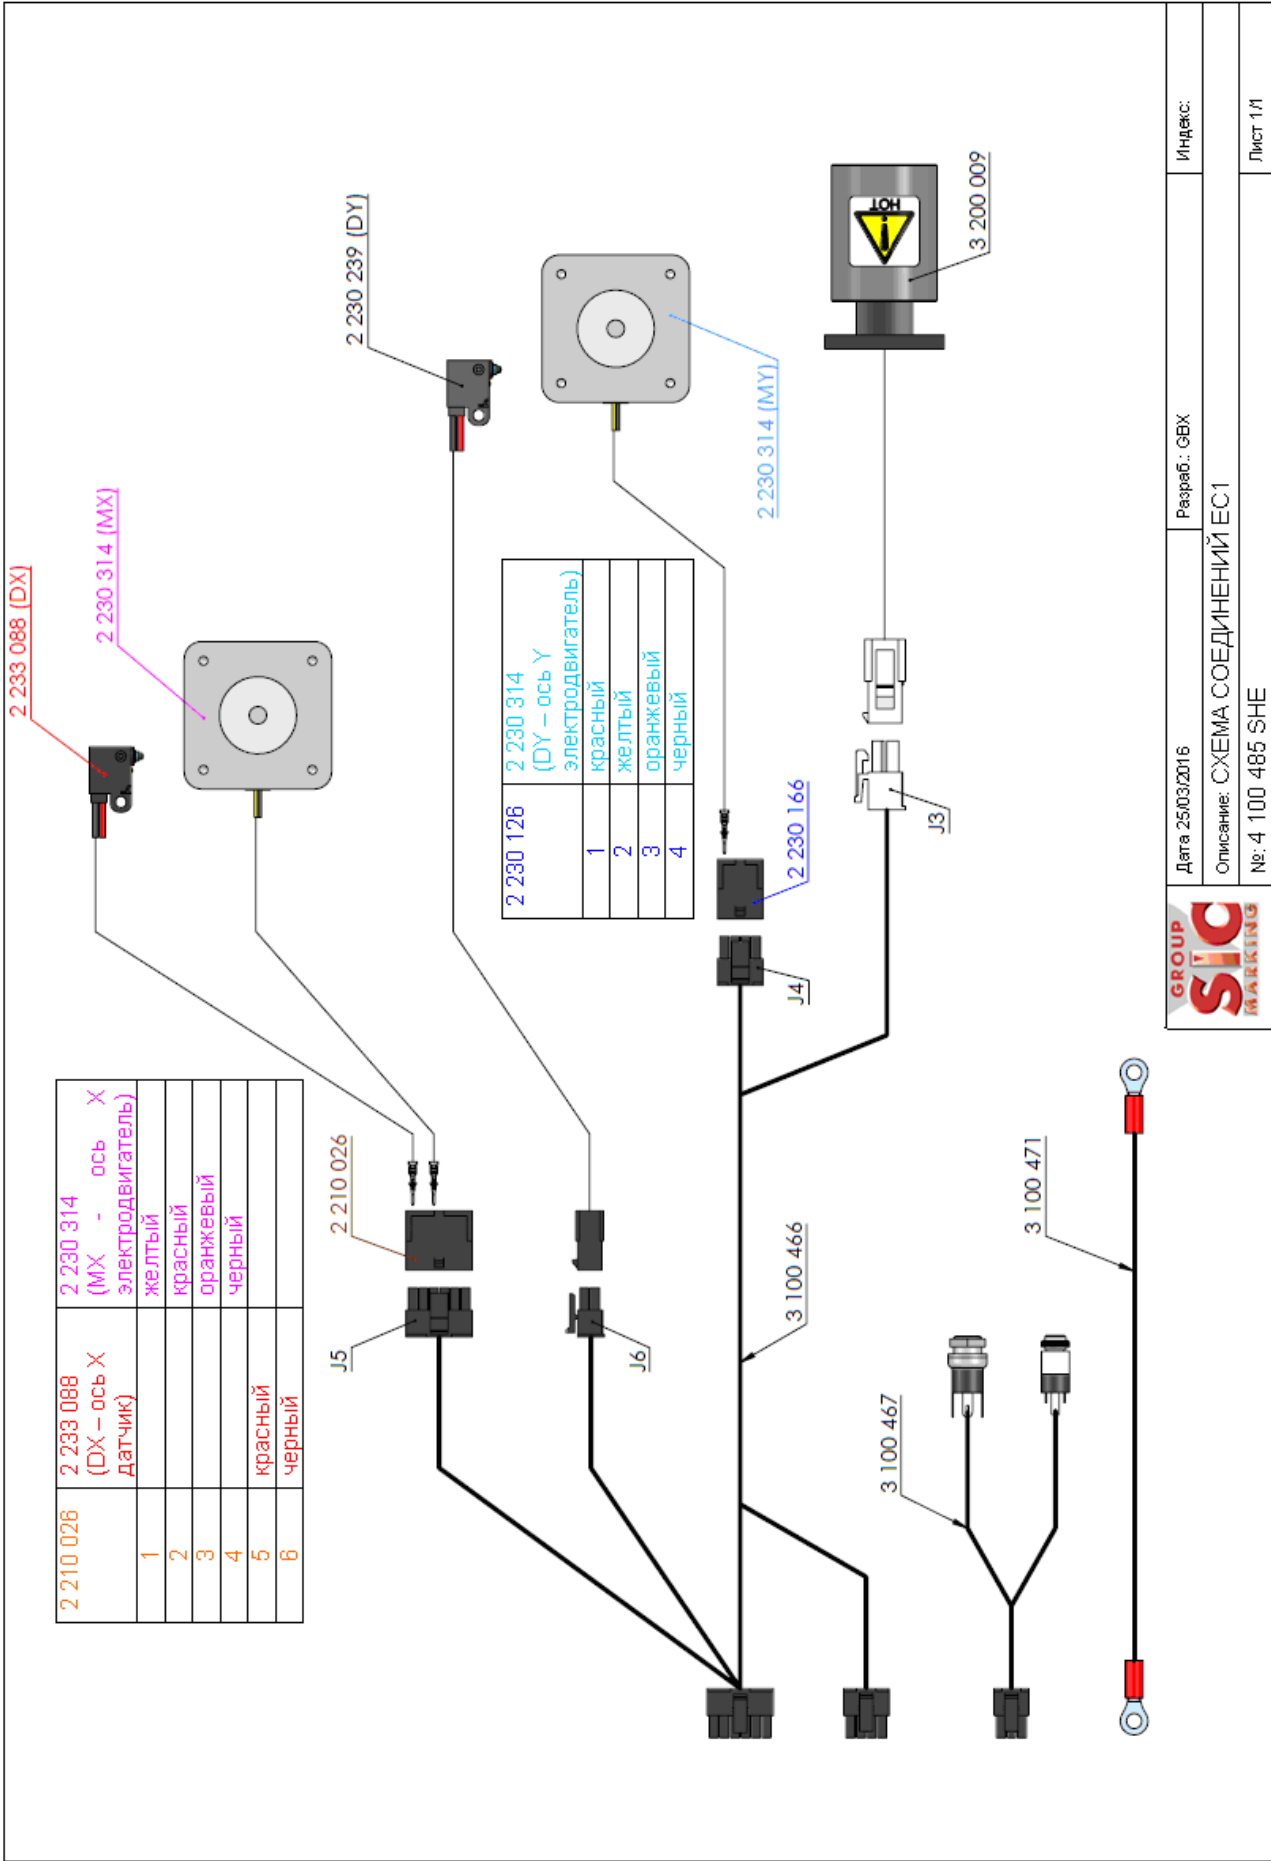 2 210 026
2 233 088
(DX – ось X
датчик)
2 230 314
(MX - ось X
электродвигатель)
1
желтый
2
красный
3
оранжевый
4
черный
5
красный
6
черный
2 233 088 (DX)
2 230 314 (MX)
2 230 239 (DY)
2 210 026
J5
J6
2 230 126
2 230 314
(DY – ось Y
электродвигатель)
1
красный
2
желтый
3
оранжевый
4
черный
2 230 314 (MY)
2 230 166
J4
J3
HOT
3 200 009
3 100 466
3 100 467
3 100 471
GROUP
SIC
MARKING
Дата 25/03/2016
Разраб.: GBX
Индекс:
Описание: СХЕМА СОЕДИНЕНИЙ EC1
№: 4 100 485 SHE
Лист 1/1